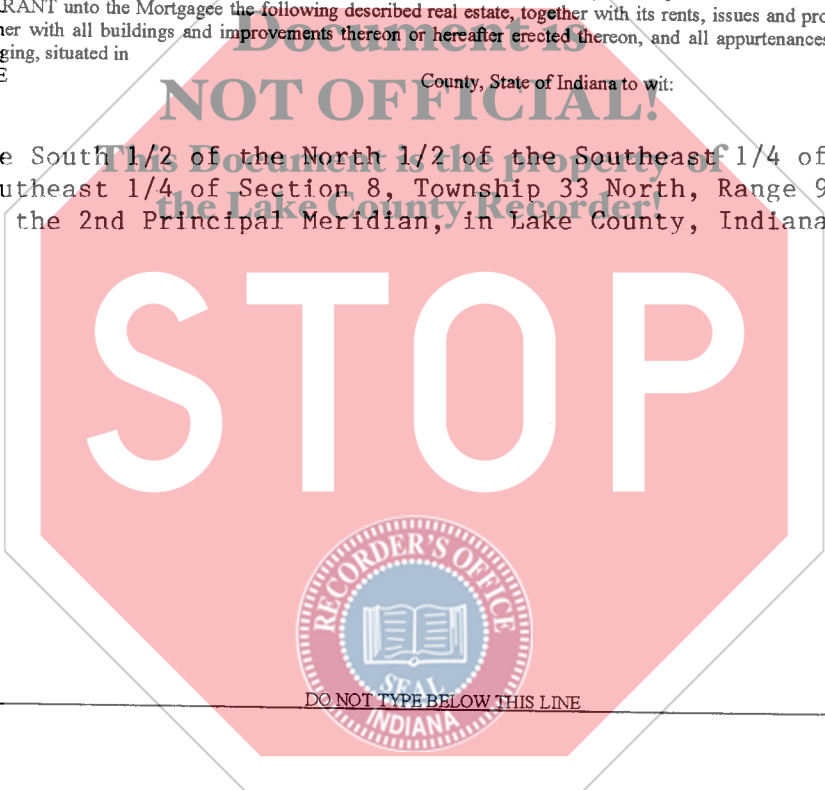 RANT unto the Mortgagee the following described real estate, together with its rents, issues and pro
er with all buildings and improvements thereon or hereafter erected thereon, and all appurtenances
ging, situated in
E
County, State of Indiana to wit:
Document is
NOT OFFICIAL!
This Document is the property of
the Lake County Recorder!
e South 1/2 of the North 1/2 of the Southeast 1/4 of
utheast 1/4 of Section 8, Township 33 North, Range 9
the 2nd Principal Meridian, in Lake County, Indiana
STOP
RECORDER'S OFFICE
SEAL
INDIANA
DO NOT TYPE BELOW THIS LINE